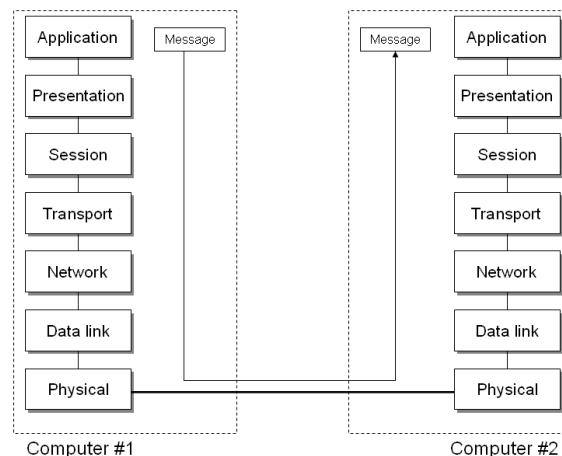 Application
Message
Presentation
Session
Transport
Network
Data link
Physical
Computer #1
Message
Application
Presentation
Session
Transport
Network
Data link
Physical
Computer #2